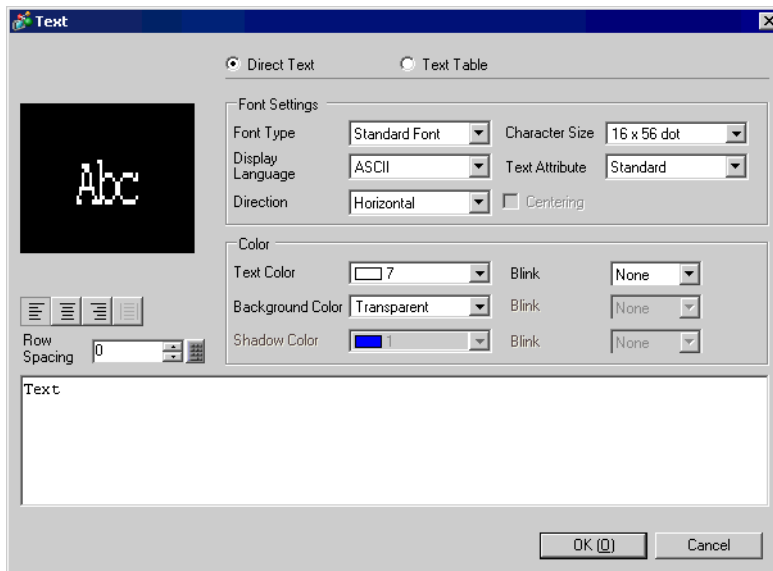 Text
Direct Text Text Table
Abc
Font Settings
Font Type Standard Font Character Size 16 x 56 dot
Display Language ASCII Text Attribute Standard
Direction Horizontal Centering
Color
Text Color 7 Blink None
Background Color Transparent Blink None
Shadow Color 1 Blink None
Row Spacing 0
Text
OK (O) Cancel